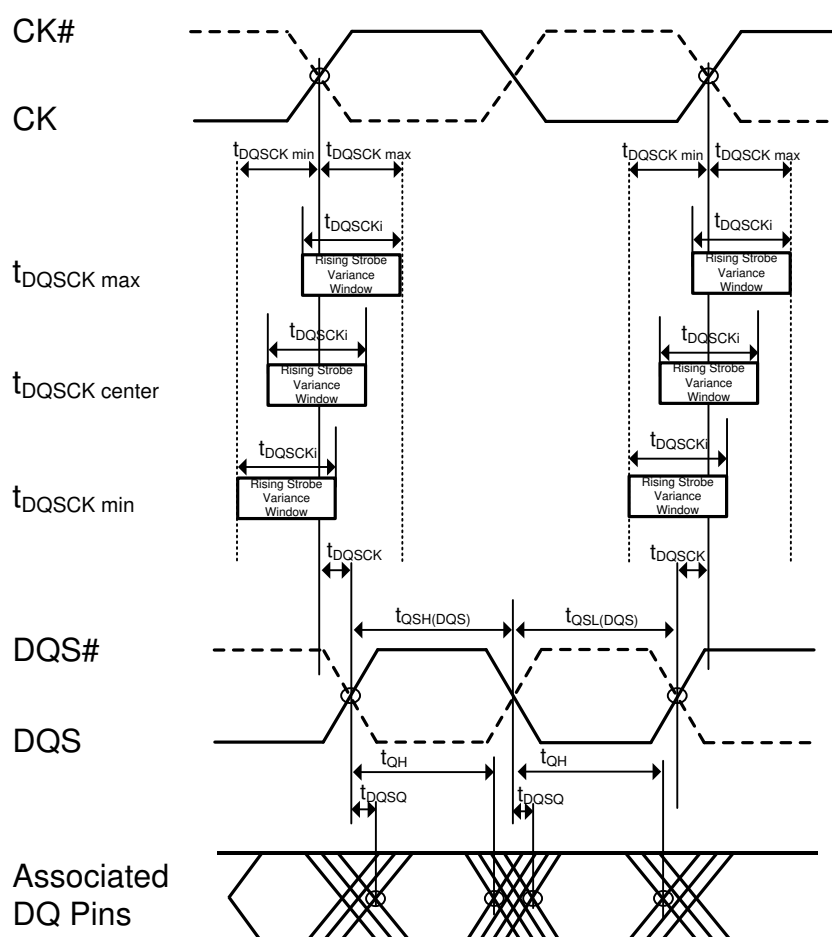 CK#
CK
tDQSCK min tDQSCK max tDQSCK min tDQSCK max
tDQSCKi tDQSCKi
tDQSCK max
Rising Strobe
Variance
Window
Rising Strobe
Variance
Window
tDQSCKi tDQSCKi
tDQSCK center
Rising Strobe
Variance
Window
Rising Strobe
Variance
Window
tDQSCKi tDQSCKi
tDQSCK min
Rising Strobe
Variance
Window
Rising Strobe
Variance
Window
tDQSCK tDQSCK
tQSH(DQS) tQSL(DQS)
DQS#
DQS
tQH tQH
tDQSQ tDQSQ
Associated
DQ Pins